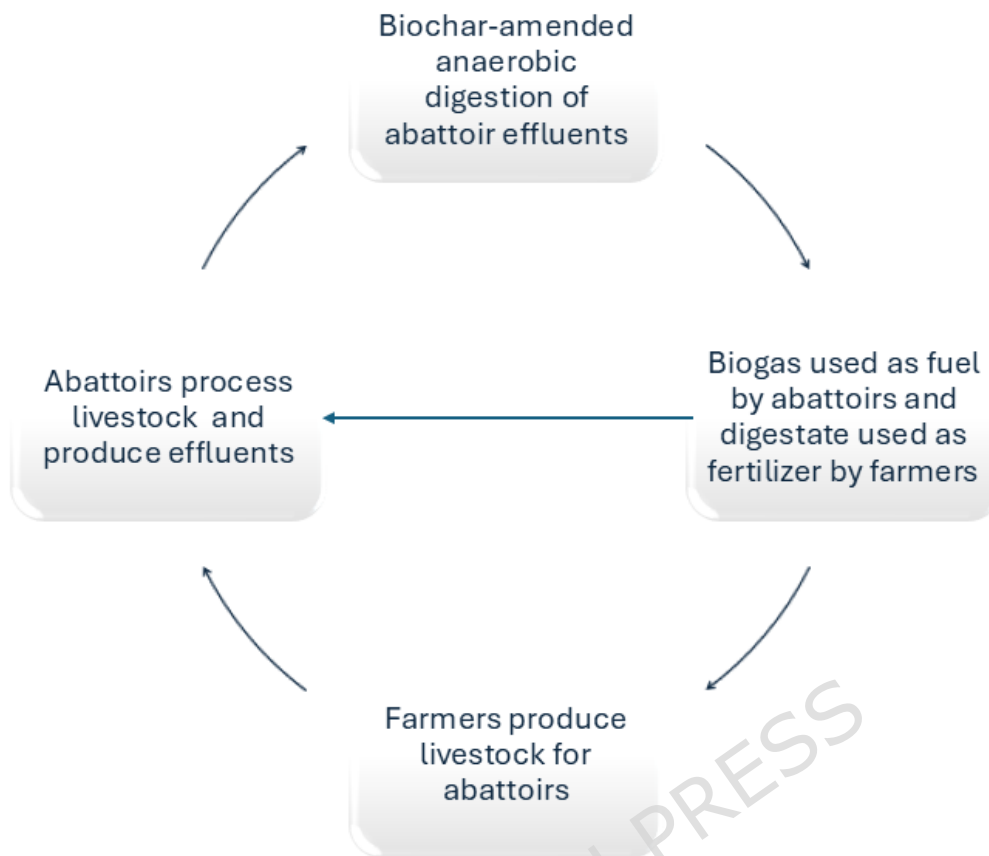 Biochar-amended
anaerobic
digestion of
abattoir effluents
Biogas used as fuel
by abattoirs and
digestate used as
fertilizer by farmers
Abattoirs process
livestock and
produce effluents
Farmers produce
livestock for
abattoirs
PRESS